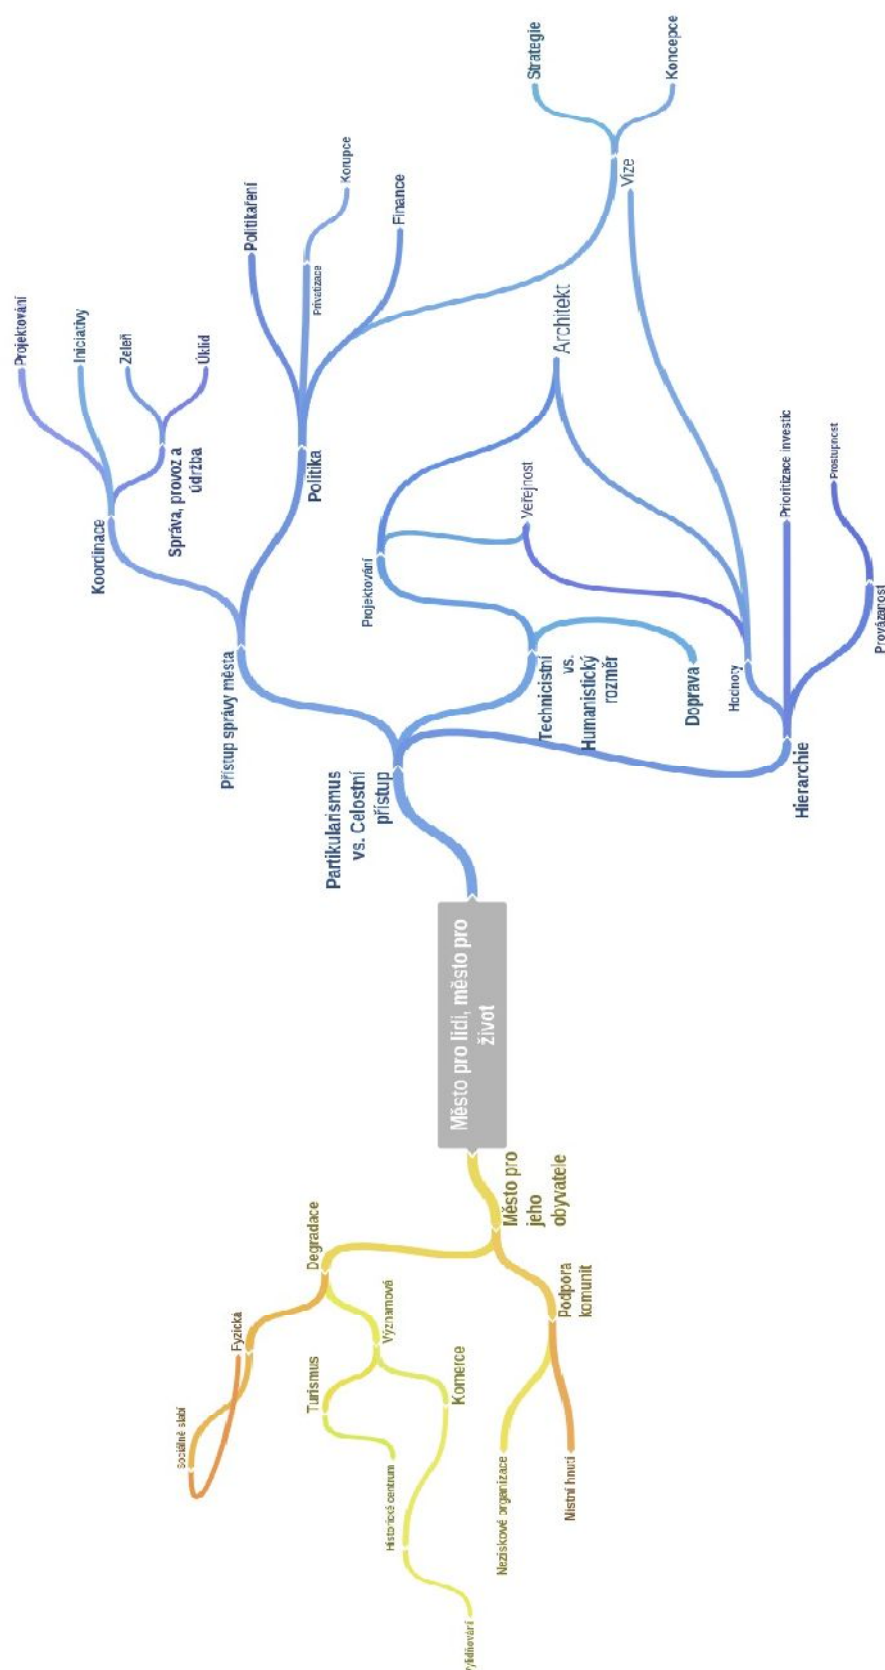 Město pro lidi, město pro
život
Partikularismus
vs. Celostní
přístup
Přístup správy města
Koordinace
Projektování
Iniciativy
Správa, provoz a
údržba
Zeleň
Úklid
Politika
Politikaření
Privatizace
Korupce
Finance
Vize
Strategie
Koncepce
Technicistní
vs.
Humanistický
rozměr
Projektování
Architekt
Veřejnost
Doprava
Hierarchie
Hodnoty
Prioritizace investic
Provázanost
Prostupnost
Město pro
jeho
obyvatele
Degradace
Fyzická
Sociálně slabí
Významová
Turismus
Historické centrum
Komerce
Vylidňování
Podpora
komunit
Neziskové organizace
Místní hnutí